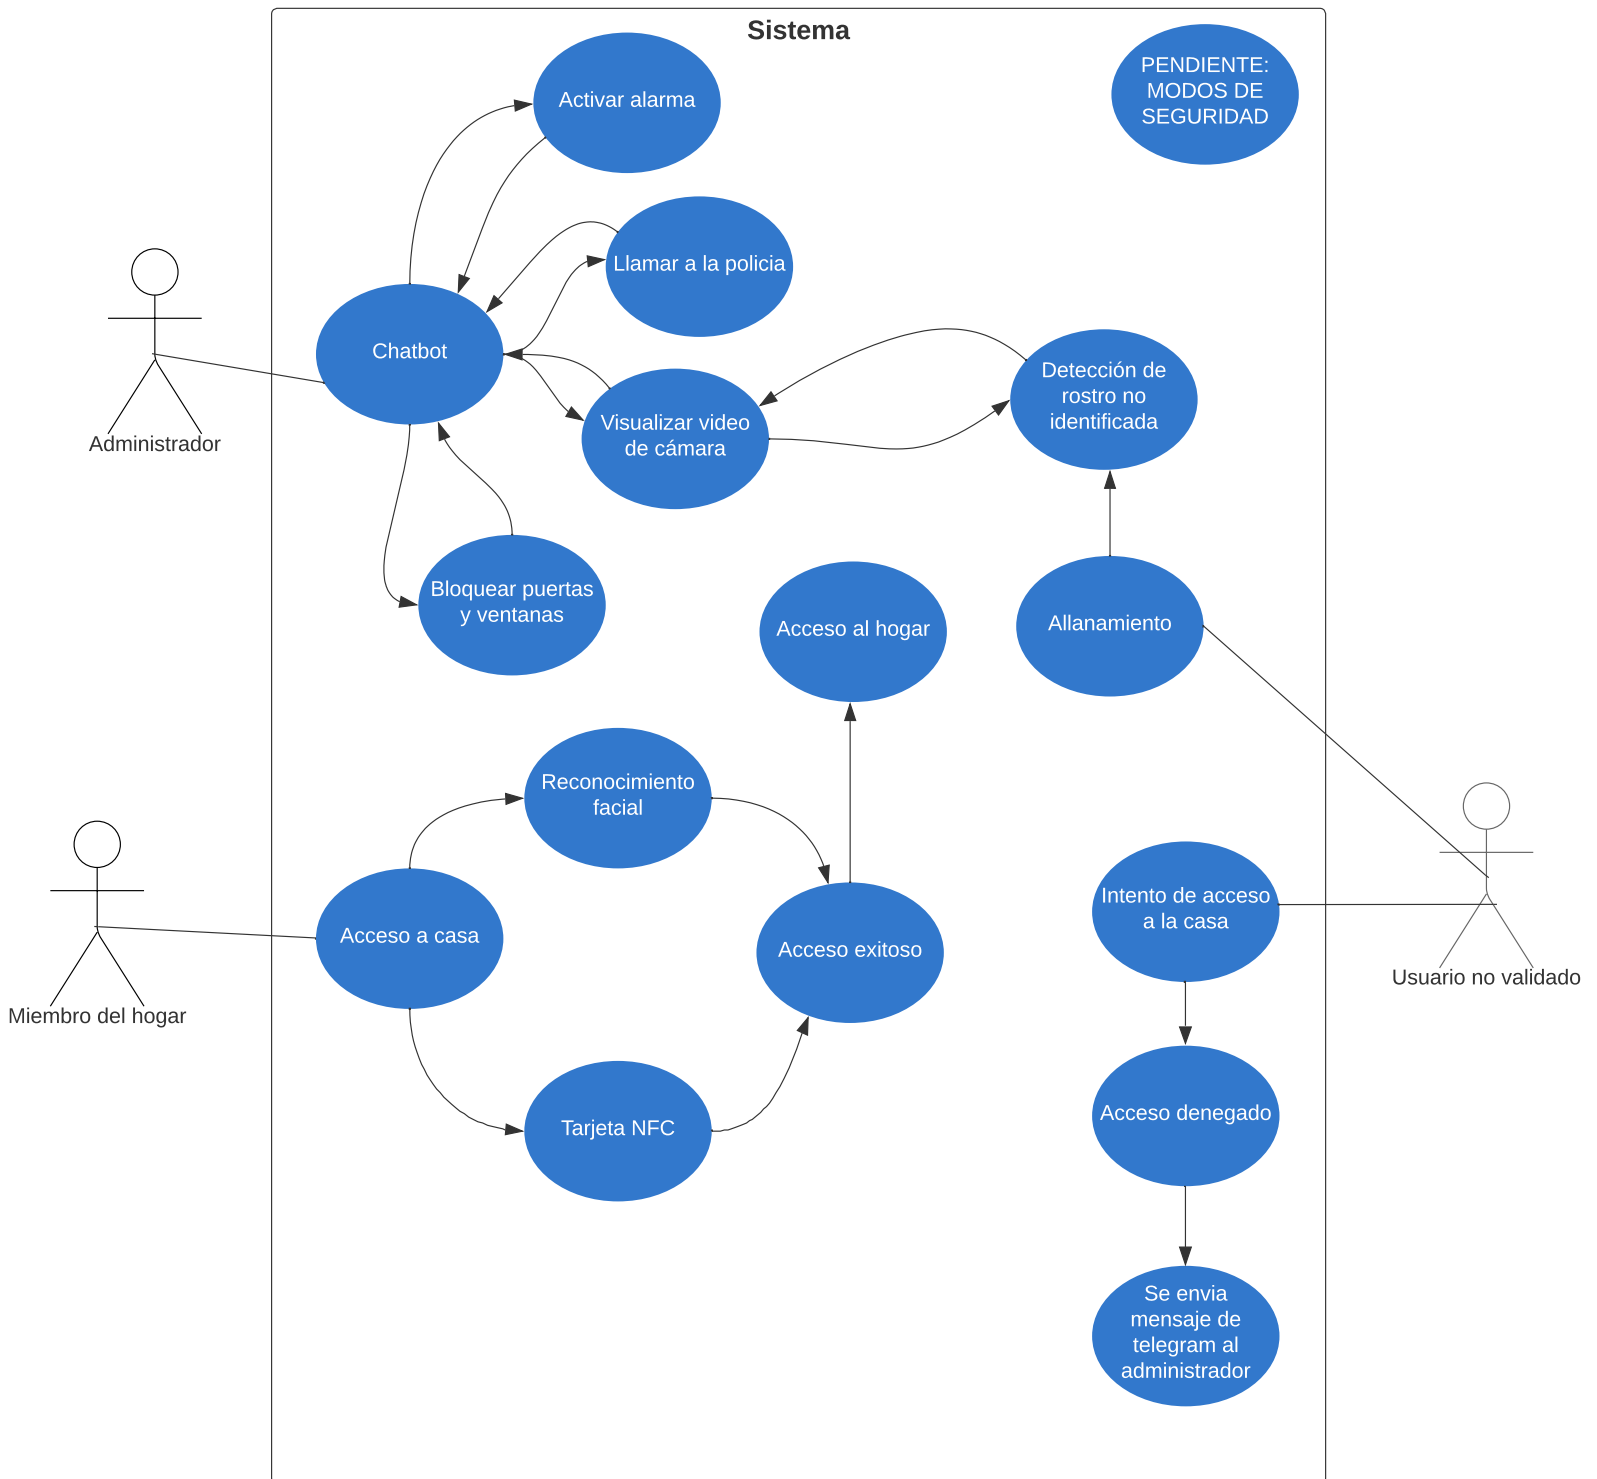 Sistema
Activar alarma
PENDIENTE:
MODOS DE
SEGURIDAD
Llamar a la policia
Chatbot
Detección de
rostro no
identificada
Visualizar video
de cámara
Administrador
Bloquear puertas
y ventanas
Acceso al hogar
Allanamiento
Reconocimiento
facial
Intento de acceso
a la casa
Acceso a casa
Acceso exitoso
Usuario no validado
Miembro del hogar
Acceso denegado
Tarjeta NFC
Se envia
mensaje de
telegram al
administrador